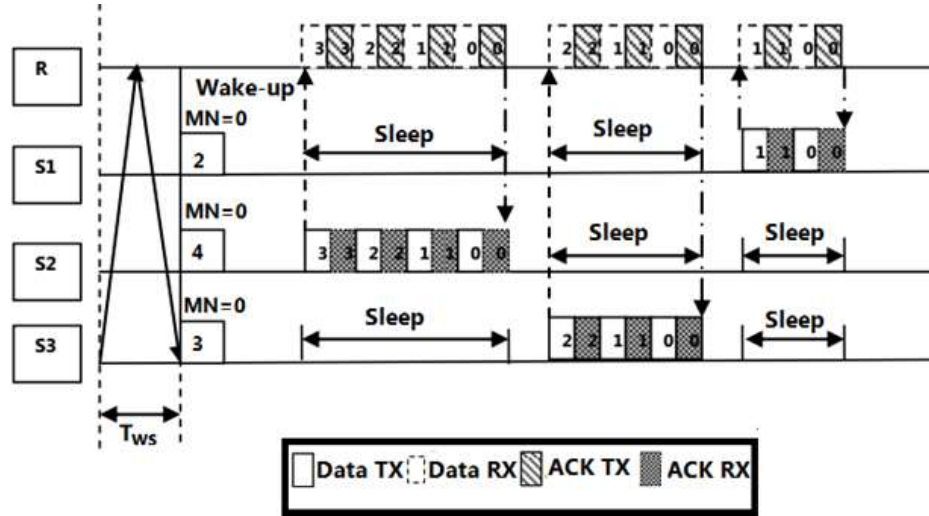 3 3 2 2 1 1 0 0 2 2 1 1 0 0 1 1 0 0
R
Wake-up
MN=0
Sleep Sleep
S1 2 1 1 0 0
MN=0
Sleep Sleep
S2 4 3 3 2 2 1 1 0 0
MN=0
Sleep Sleep
S3 3 2 2 1 1 0 0
TWS
Data TX Data RX ACK TX ACK RX